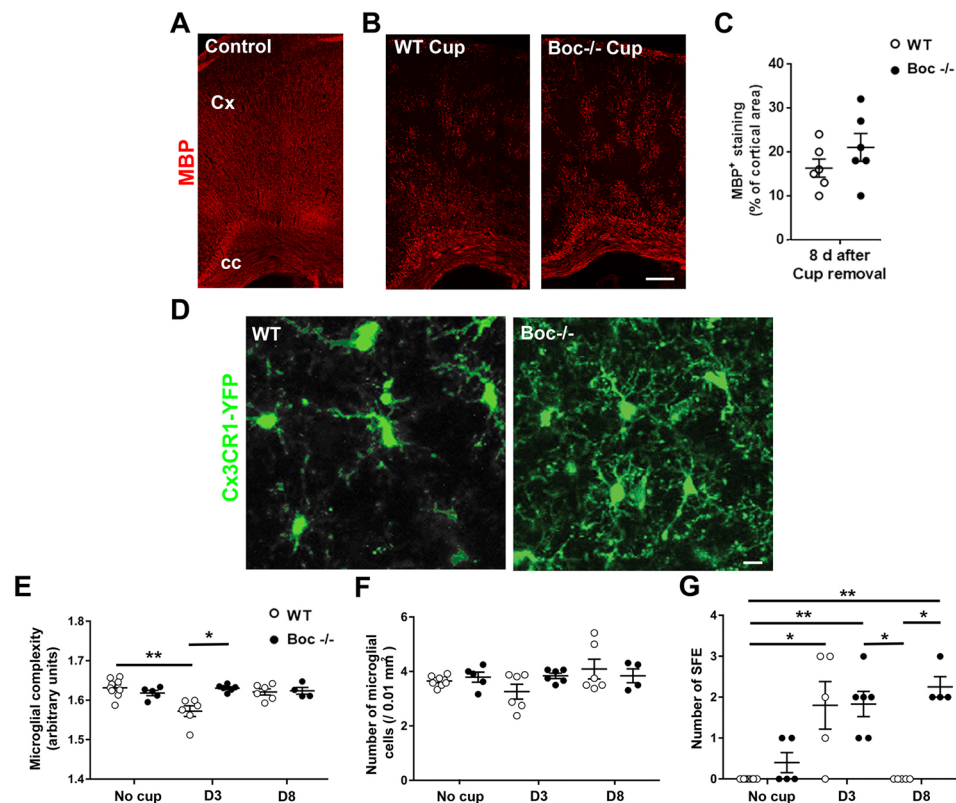 A
Control
Cx
cc
MBP
B
WT Cup
Boc-/- Cup
C
WT
Boc -/-
MBP⁺ staining
(% of cortical area)
40
30
20
10
0
8 d after
Cup removal
D
WT
Boc-/-
Cx3CR1-YFP
E
WT
Boc -/-
Microglial complexity
(arbitrary units)
1.8
1.7
1.6
1.5
1.4
**
*
No cup
D3
D8
F
Number of microglial
cells (/ 0.01 mm²)
6
4
2
0
No cup
D3
D8
G
Number of SFE
4
3
2
1
0
**
**
*
*
*
No cup
D3
D8